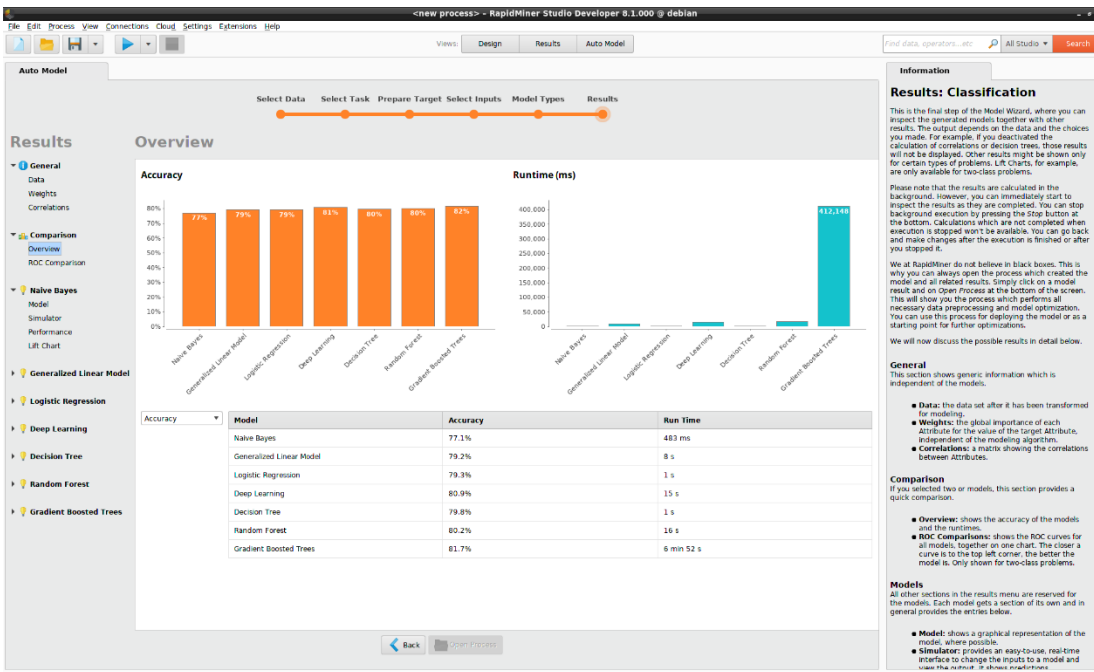 <new process> - RapidMiner Studio Developer 8.1.000 @ debian
File Edit Process View Connections Cloud Settings Extensions Help
Views: Design Results Auto Model
Find data, operators...etc All Studio Search
Auto Model
Select Data Select Task Prepare Target Select Inputs Model Types Results
Results
General
Data
Weights
Correlations
Comparison
Overview
ROC Comparison
Naive Bayes
Model
Simulator
Performance
Lift Chart
Generalized Linear Model
Logistic Regression
Deep Learning
Decision Tree
Random Forest
Gradient Boosted Trees
Overview
Accuracy
80%
70%
60%
50%
40%
30%
20%
10%
0%
77% 79% 79% 81% 80% 80% 82%
Naive Bayes
Generalized Linear Model
Logistic Regression
Deep Learning
Decision Tree
Random Forest
Gradient Boosted Trees
Runtime (ms)
400,000
350,000
300,000
250,000
200,000
150,000
100,000
50,000
0
412,148
Naive Bayes
Generalized Linear Model
Logistic Regression
Deep Learning
Decision Tree
Random Forest
Gradient Boosted Trees
Accuracy
Model Accuracy Run Time
Naive Bayes 77.1% 483 ms
Generalized Linear Model 79.2% 8 s
Logistic Regression 79.3% 1 s
Deep Learning 80.9% 15 s
Decision Tree 79.8% 1 s
Random Forest 80.2% 16 s
Gradient Boosted Trees 81.7% 6 min 52 s
Back Open Process
Information
Results: Classification
This is the final step of the Model Wizard, where you can
inspect the generated models together with other
results. The output depends on the data and the choices
you made. For example, if you deactivated the
calculation of correlations or decision trees, those results
will not be displayed. Other results might be shown only
for certain types of problems. Lift Charts, for example,
are only available for two-class problems.
Please note that the results are calculated in the
background. However, you can immediately start to
inspect the results as they are completed. You can stop
background execution by pressing the Stop button at
the bottom. Calculations which are not completed when
execution is stopped won't be available. You can go back
and make changes after the execution is finished or after
you stopped it.
We at RapidMiner do not believe in black boxes. This is
why you can always open the process which created the
model and all related results. Simply click on a model
result and on Open Process at the bottom of the screen.
This will show you the process which performs all
necessary data preprocessing and model optimization.
You can use this process for deploying the model or as a
starting point for further optimizations.
We will now discuss the possible results in detail below.
General
This section shows generic information which is
independent of the models.
Data: the data set after it has been transformed
for modeling.
Weights: the global importance of each
Attribute for the value of the target Attribute,
independent of the modeling algorithm.
Correlations: a matrix showing the correlations
between Attributes.
Comparison
If you selected two or models, this section provides a
quick comparison.
Overview: shows the accuracy of the models
and the runtimes.
ROC Comparisons: shows the ROC curves for
all models, together on one chart. The closer a
curve is to the top left corner, the better the
model is. Only shown for two-class problems.
Models
All other sections in the results menu are reserved for
the models. Each model gets a section of its own and in
general provides the entries below.
Model: shows a graphical representation of the
model, where possible.
Simulator: provides an easy-to-use, real-time
interface to change the inputs to a model and
view the output. It shows predictions